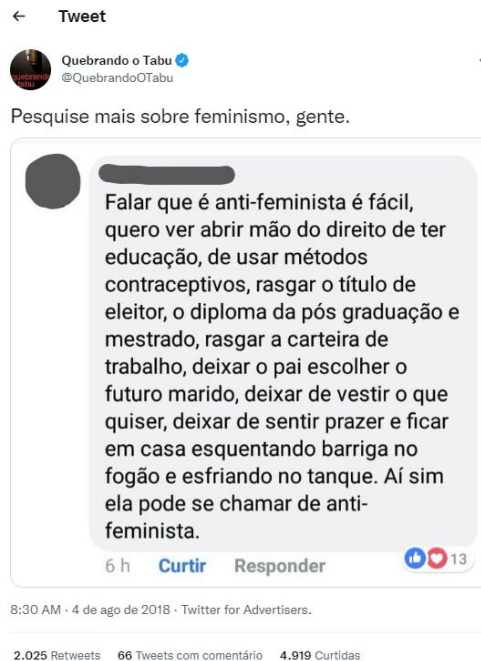 Tweet
Quebrando o Tabu
@QuebrandoOTabu
Pesquise mais sobre feminismo, gente.
Falar que é anti-feminista é fácil,
quero ver abrir mão do direito de ter
educação, de usar métodos
contraceptivos, rasgar o título de
eleitor, o diploma da pós graduação e
mestrado, rasgar a carteira de
trabalho, deixar o pai escolher o
futuro marido, deixar de vestir o que
quiser, deixar de sentir prazer e ficar
em casa esquentando barriga no
fogão e esfriando no tanque. Aí sim
ela pode se chamar de anti-
feminista.
6 h Curtir Responder 13
8:30 AM · 4 de ago de 2018 · Twitter for Advertisers.
2.025 Retweets 66 Tweets com comentário 4.919 Curtidas